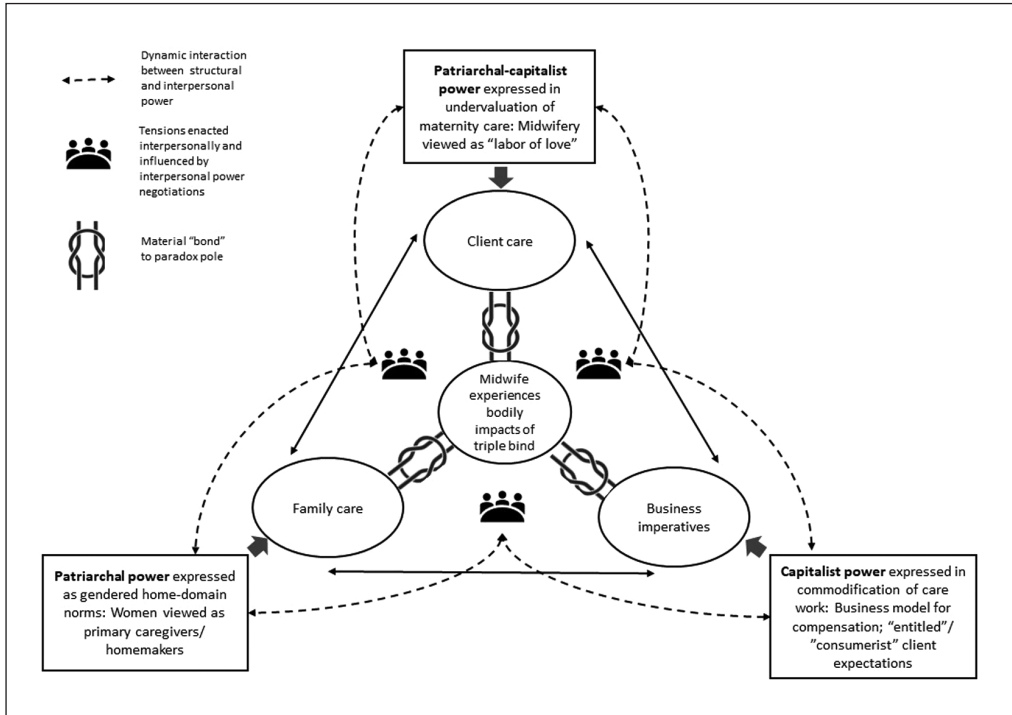 Dynamic interaction
between structural
and interpersonal
power
Tensions enacted
interpersonally and
influenced by
interpersonal power
negotiations
Material “bond”
to paradox pole
Patriarchal-capitalist
power expressed in
undervaluation of
maternity care: Midwifery
viewed as “labor of love”
Client care
Midwife
experiences
bodily
impacts of
triple bind
Family care
Business
imperatives
Patriarchal power expressed
as gendered home-domain
norms: Women viewed as
primary caregivers/
homemakers
Capitalist power expressed in
commodification of care
work: Business model for
compensation; “entitled”/
”consumerist” client
expectations